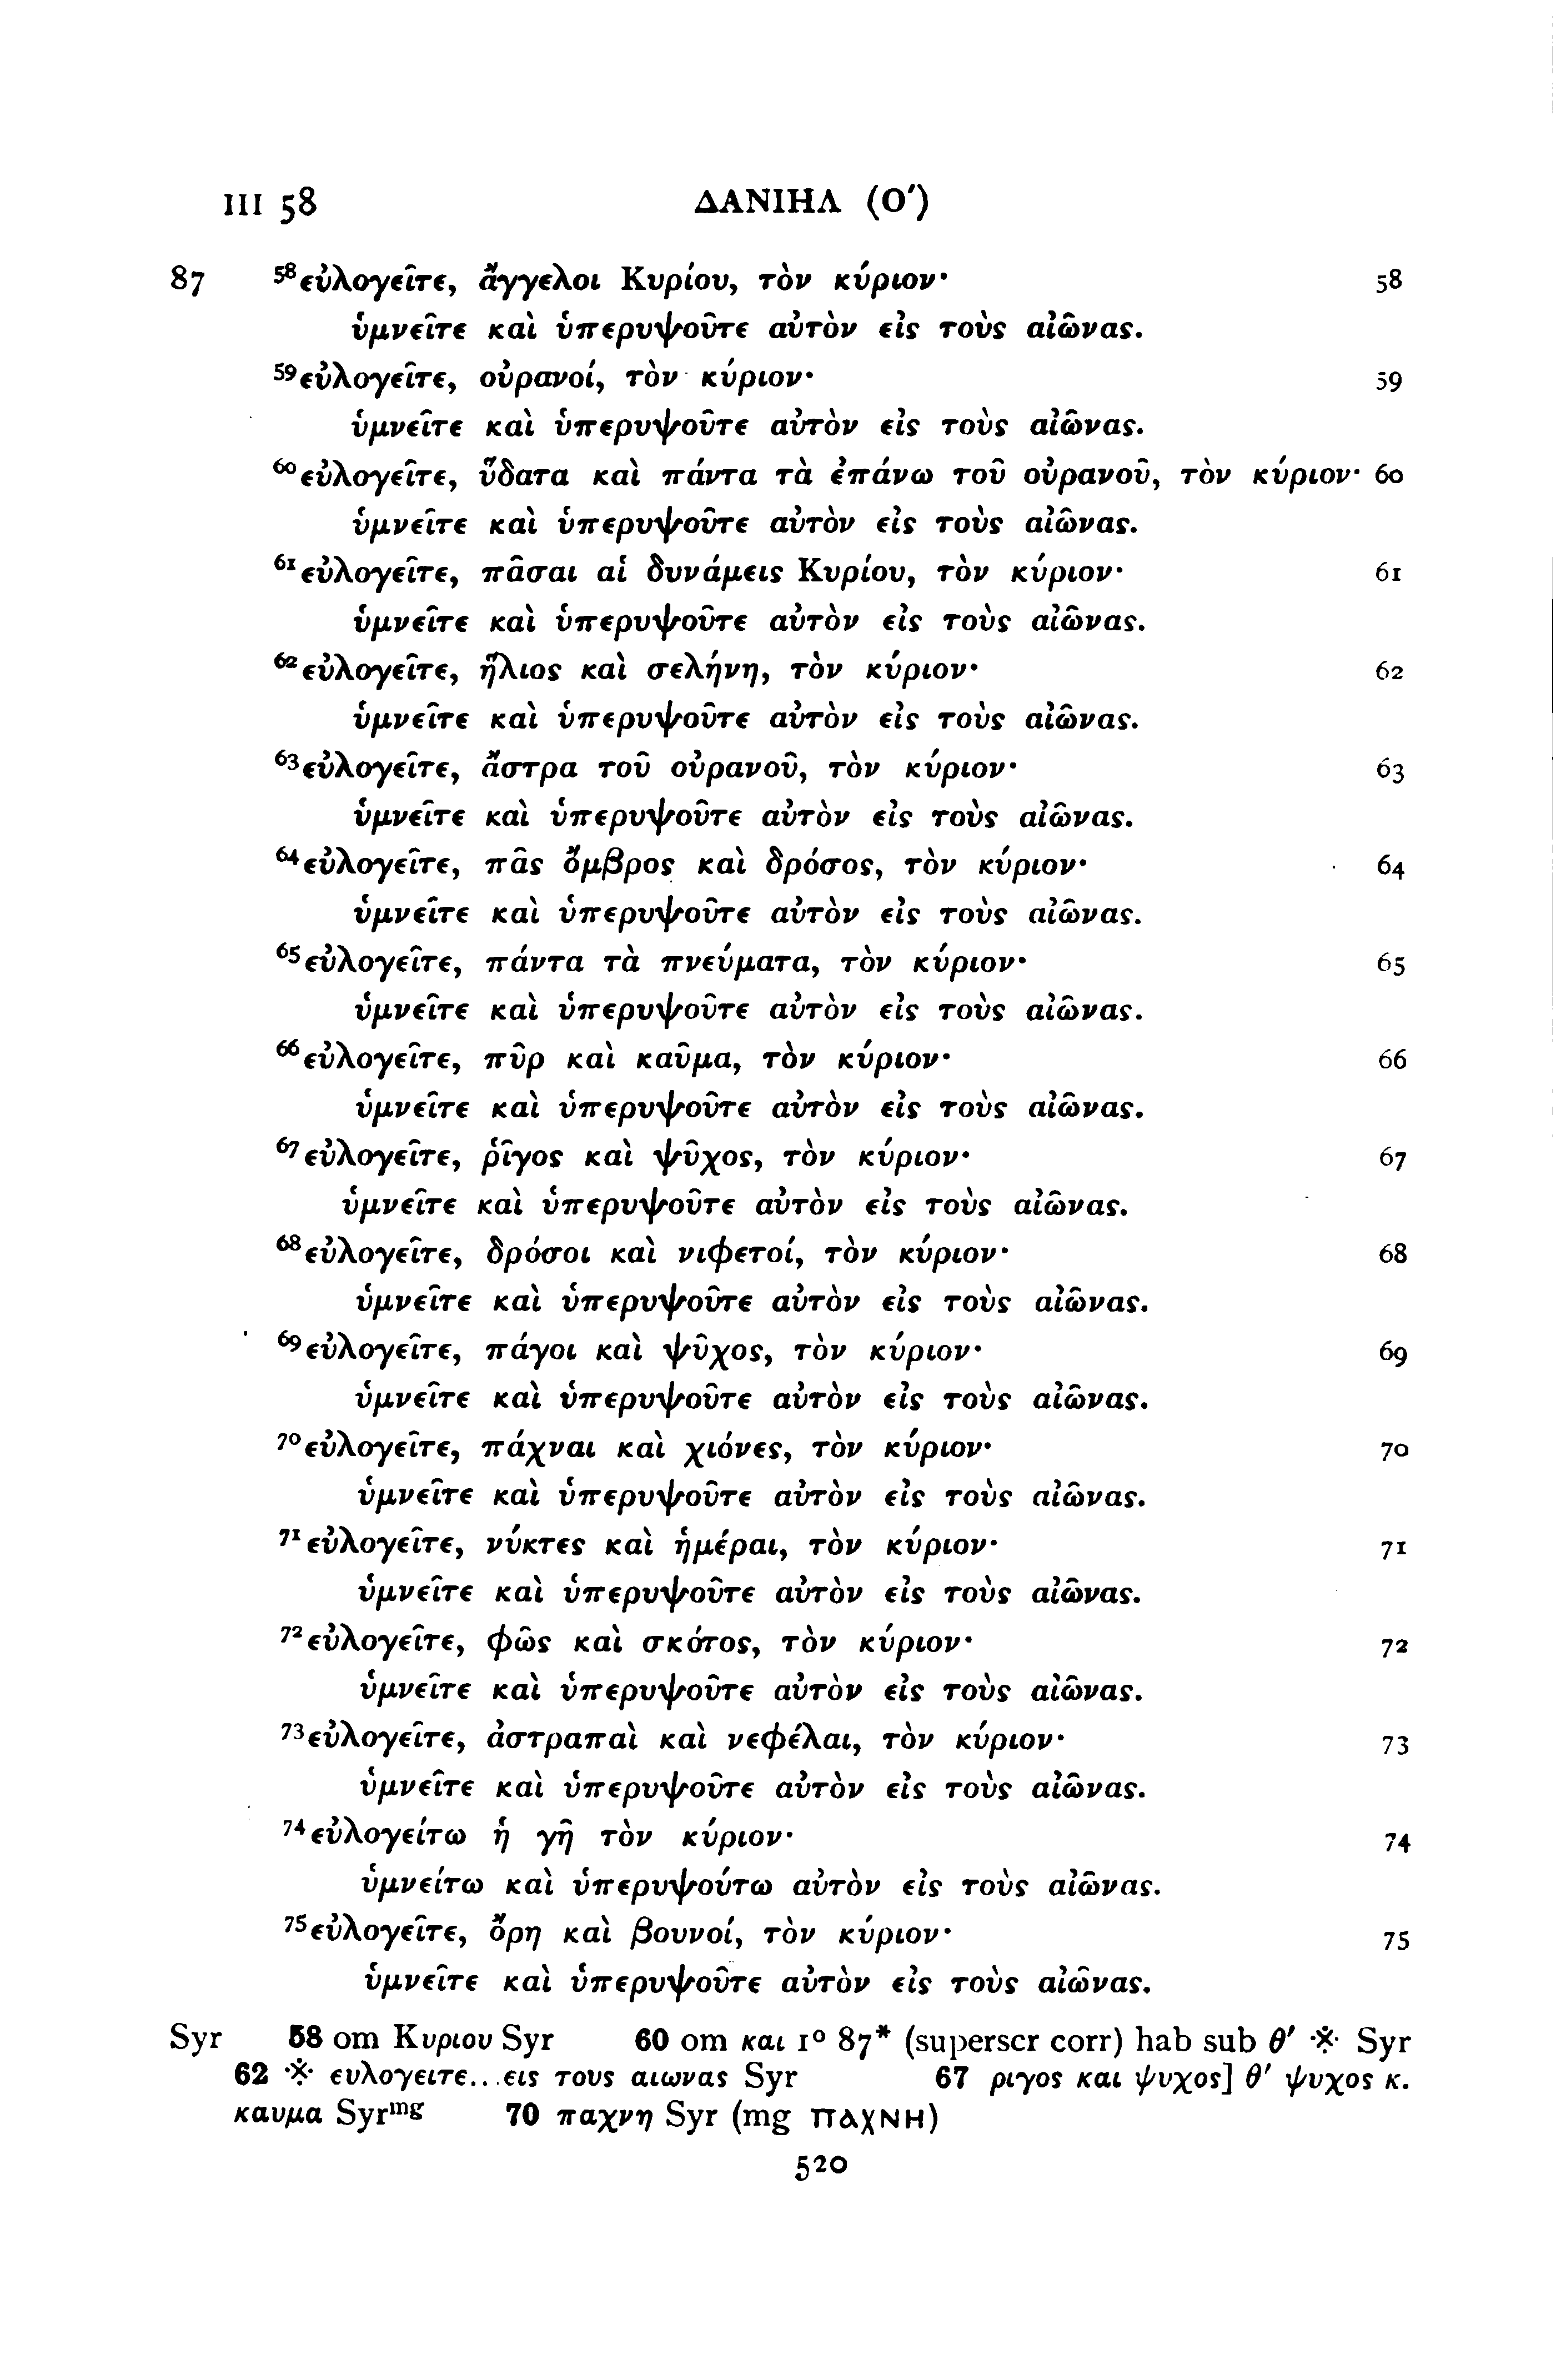 III 58 ΔΑΝΙΗΛ (Ο′)
87 58 εὐλογεῖτε, ἄγγελοι Κυρίου, τὸν κύριον· 58
ὑμνεῖτε καὶ ὑπερυψοῦτε αὐτὸν εἰς τοὺς αἰῶνας.
59 εὐλογεῖτε, οὐρανοί, τὸν κύριον· 59
ὑμνεῖτε καὶ ὑπερυψοῦτε αὐτὸν εἰς τοὺς αἰῶνας.
60 εὐλογεῖτε, ὕδατα καὶ πάντα τὰ ἐπάνω τοῦ οὐρανοῦ, τὸν κύριον· 60
ὑμνεῖτε καὶ ὑπερυψοῦτε αὐτὸν εἰς τοὺς αἰῶνας.
61 εὐλογεῖτε, πᾶσαι αἱ δυνάμεις Κυρίου, τὸν κύριον· 61
ὑμνεῖτε καὶ ὑπερυψοῦτε αὐτὸν εἰς τοὺς αἰῶνας.
62 εὐλογεῖτε, ἥλιος καὶ σελήνη, τὸν κύριον· 62
ὑμνεῖτε καὶ ὑπερυψοῦτε αὐτὸν εἰς τοὺς αἰῶνας.
63 εὐλογεῖτε, ἄστρα τοῦ οὐρανοῦ, τὸν κύριον· 63
ὑμνεῖτε καὶ ὑπερυψοῦτε αὐτὸν εἰς τοὺς αἰῶνας.
64 εὐλογεῖτε, πᾶς ὄμβρος καὶ δρόσος, τὸν κύριον· 64
ὑμνεῖτε καὶ ὑπερυψοῦτε αὐτὸν εἰς τοὺς αἰῶνας.
65 εὐλογεῖτε, πάντα τὰ πνεύματα, τὸν κύριον· 65
ὑμνεῖτε καὶ ὑπερυψοῦτε αὐτὸν εἰς τοὺς αἰῶνας.
66 εὐλογεῖτε, πῦρ καὶ καῦμα, τὸν κύριον· 66
ὑμνεῖτε καὶ ὑπερυψοῦτε αὐτὸν εἰς τοὺς αἰῶνας.
67 εὐλογεῖτε, ῥῖγος καὶ ψῦχος, τὸν κύριον· 67
ὑμνεῖτε καὶ ὑπερυψοῦτε αὐτὸν εἰς τοὺς αἰῶνας.
68 εὐλογεῖτε, δρόσοι καὶ νιφετοί, τὸν κύριον· 68
ὑμνεῖτε καὶ ὑπερυψοῦτε αὐτὸν εἰς τοὺς αἰῶνας.
69 εὐλογεῖτε, πάγοι καὶ ψῦχος, τὸν κύριον· 69
ὑμνεῖτε καὶ ὑπερυψοῦτε αὐτὸν εἰς τοὺς αἰῶνας.
70 εὐλογεῖτε, πάχναι καὶ χιόνες, τὸν κύριον· 70
ὑμνεῖτε καὶ ὑπερυψοῦτε αὐτὸν εἰς τοὺς αἰῶνας.
71 εὐλογεῖτε, νύκτες καὶ ἡμέραι, τὸν κύριον· 71
ὑμνεῖτε καὶ ὑπερυψοῦτε αὐτὸν εἰς τοὺς αἰῶνας.
72 εὐλογεῖτε, φῶς καὶ σκότος, τὸν κύριον· 72
ὑμνεῖτε καὶ ὑπερυψοῦτε αὐτὸν εἰς τοὺς αἰῶνας.
73 εὐλογεῖτε, ἀστραπαὶ καὶ νεφέλαι, τὸν κύριον· 73
ὑμνεῖτε καὶ ὑπερυψοῦτε αὐτὸν εἰς τοὺς αἰῶνας.
74 εὐλογείτω ἡ γῆ τὸν κύριον· 74
ὑμνείτω καὶ ὑπερυψούτω αὐτὸν εἰς τοὺς αἰῶνας.
75 εὐλογεῖτε, ὄρη καὶ βουνοί, τὸν κύριον· 75
ὑμνεῖτε καὶ ὑπερυψοῦτε αὐτὸν εἰς τοὺς αἰῶνας.
Syr 58 om Κυριου Syr 60 om και 1º 87* (superscr corr) hab sub θ′ ※ Syr
62 ※ ευλογειτε...εις τους αιωνας Syr 67 ριγος και ψυχος] θ′ ψυχος κ.
καυμα Syrᵐᵍ 70 παχνη Syr (mg ΠΑΧΝΗ)
520